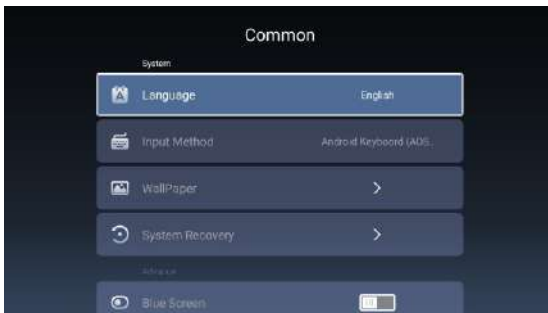 Common
System
Language English
Input Method Android Keyboard (AOS..
WallPaper
System Recovery
Blue Screen